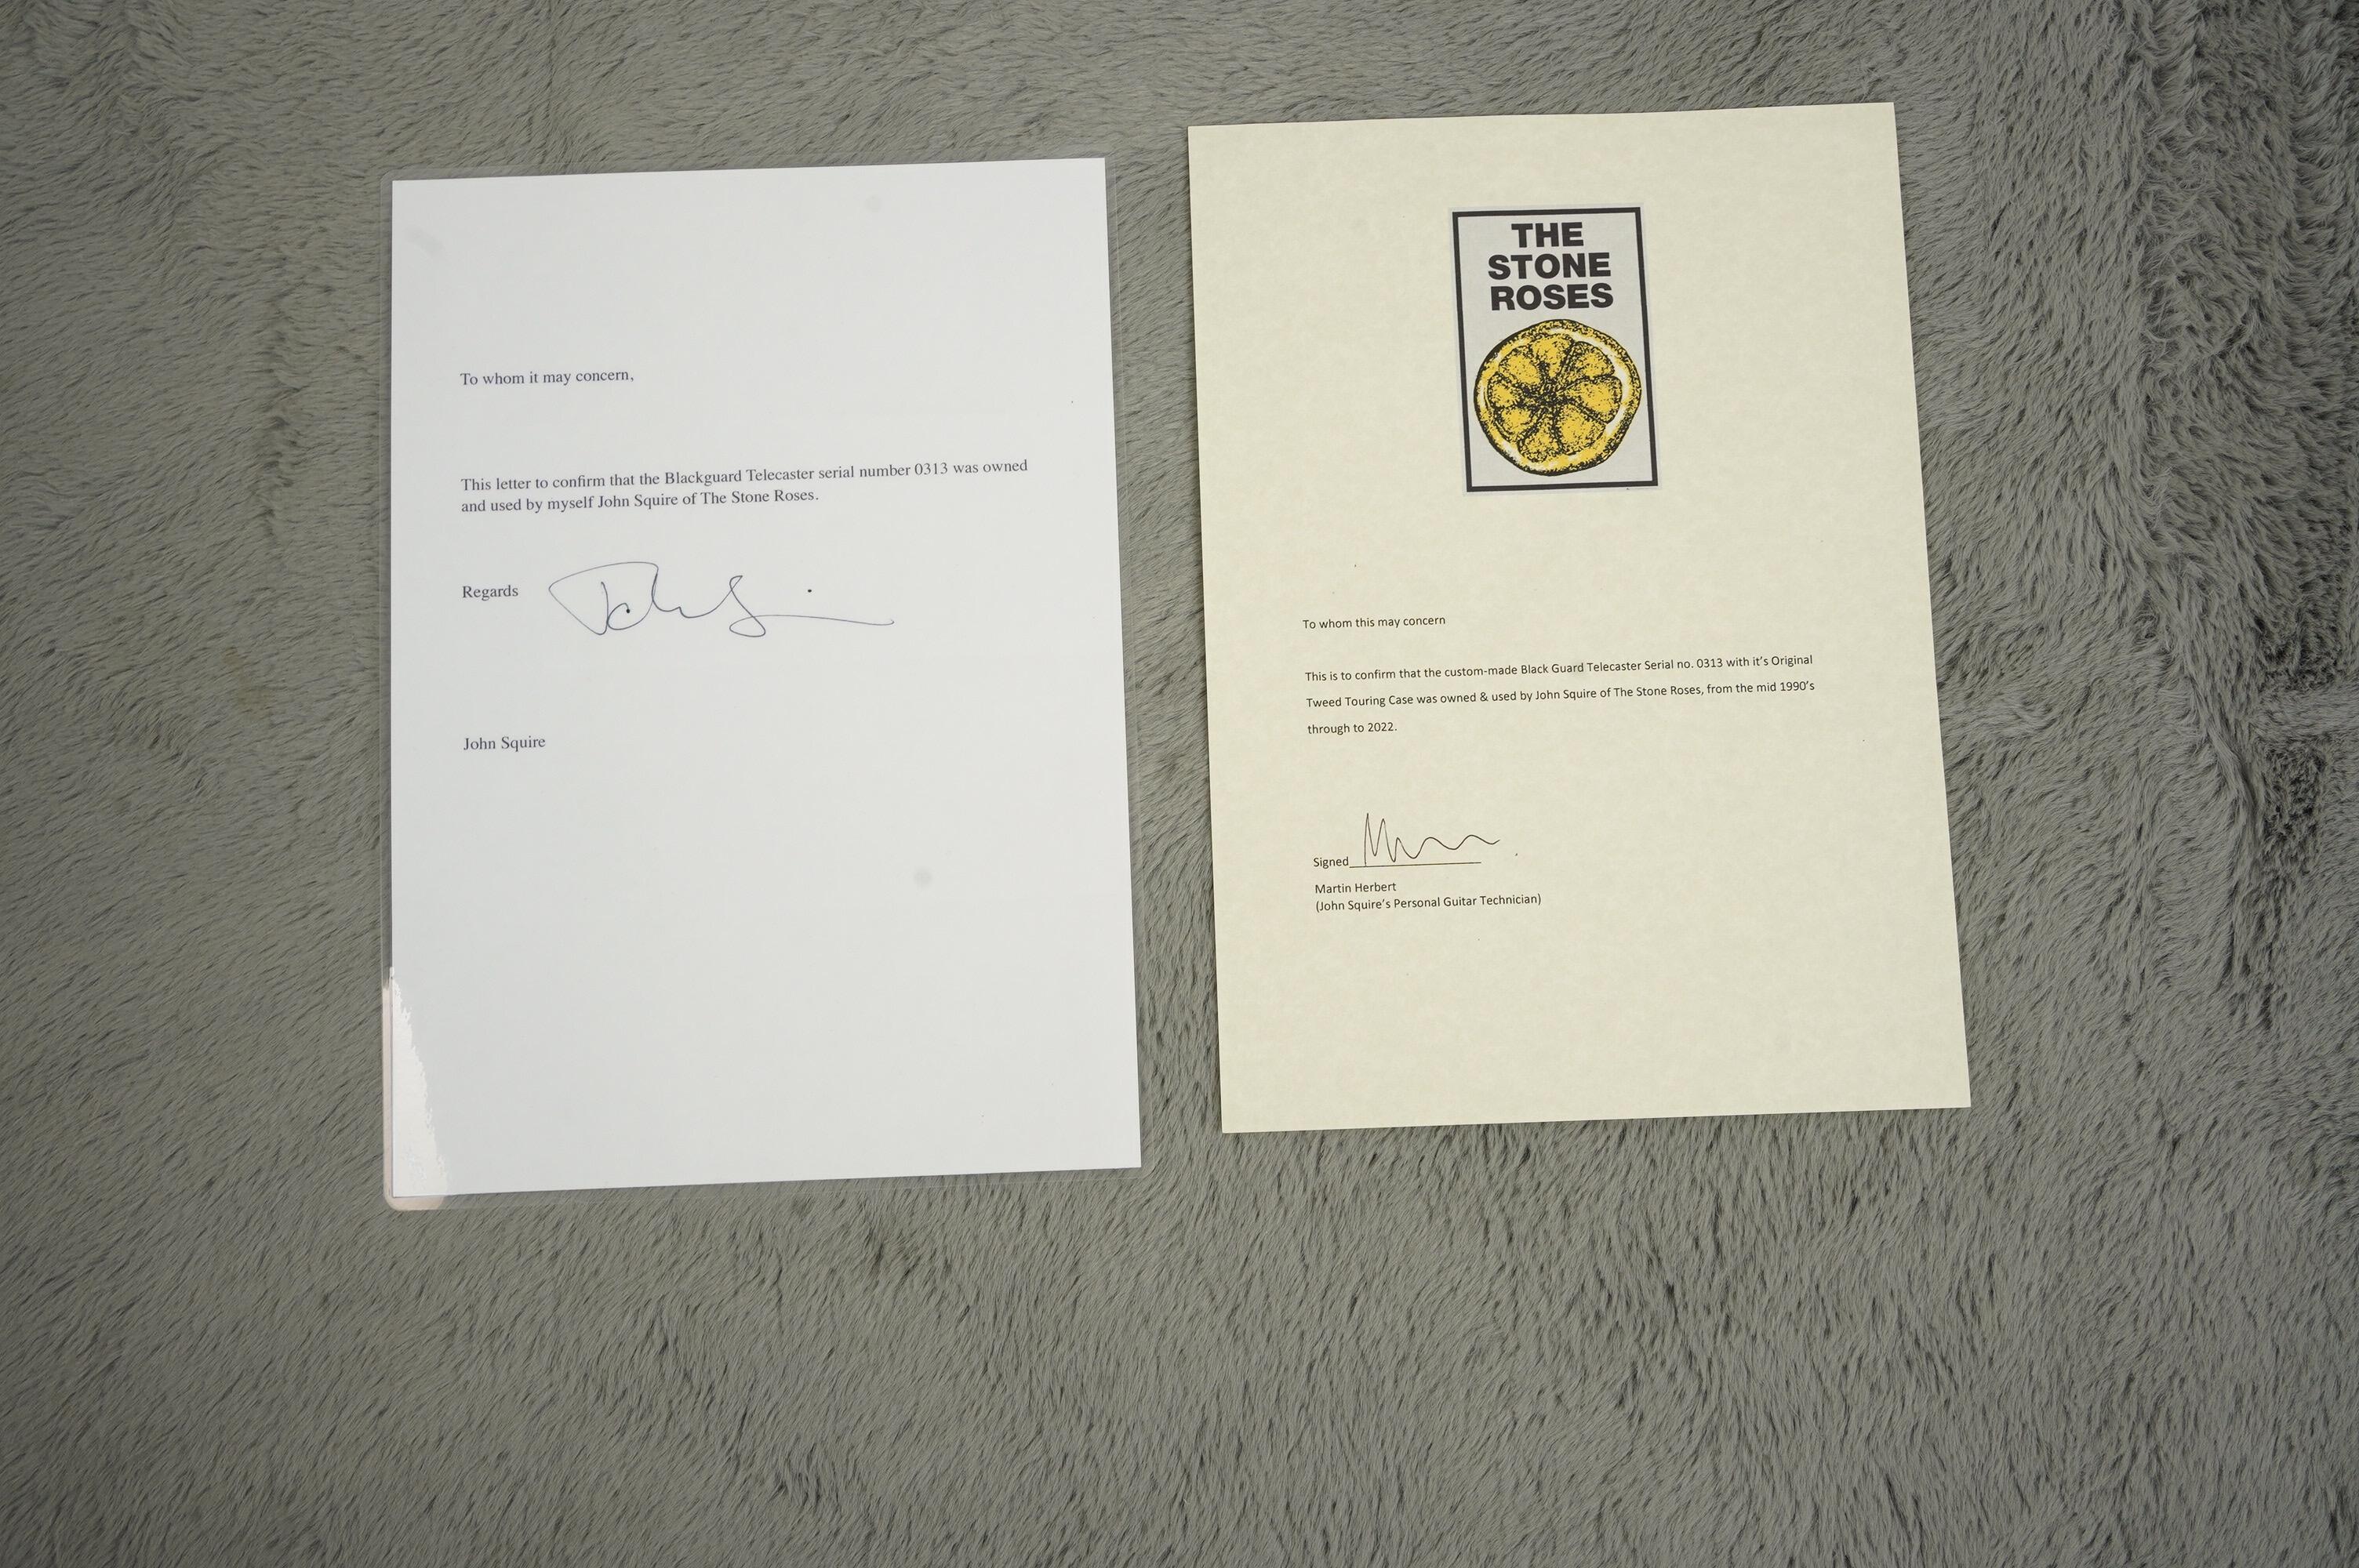 To whom it may concern,
This letter to confirm that the Blackguard Telecaster serial number 0313 was owned
and used by myself John Squire of The Stone Roses.
Regards
John Squire
THE
STONE
ROSES
To whom this may concern
This is to confirm that the custom-made Black Guard Telecaster Serial no. 0313 with it's Original
Tweed Touring Case was owned & used by John Squire of The Stone Roses, from the mid 1990's
through to 2022.
Signed
Martin Herbert
(John Squire's Personal Guitar Technician)